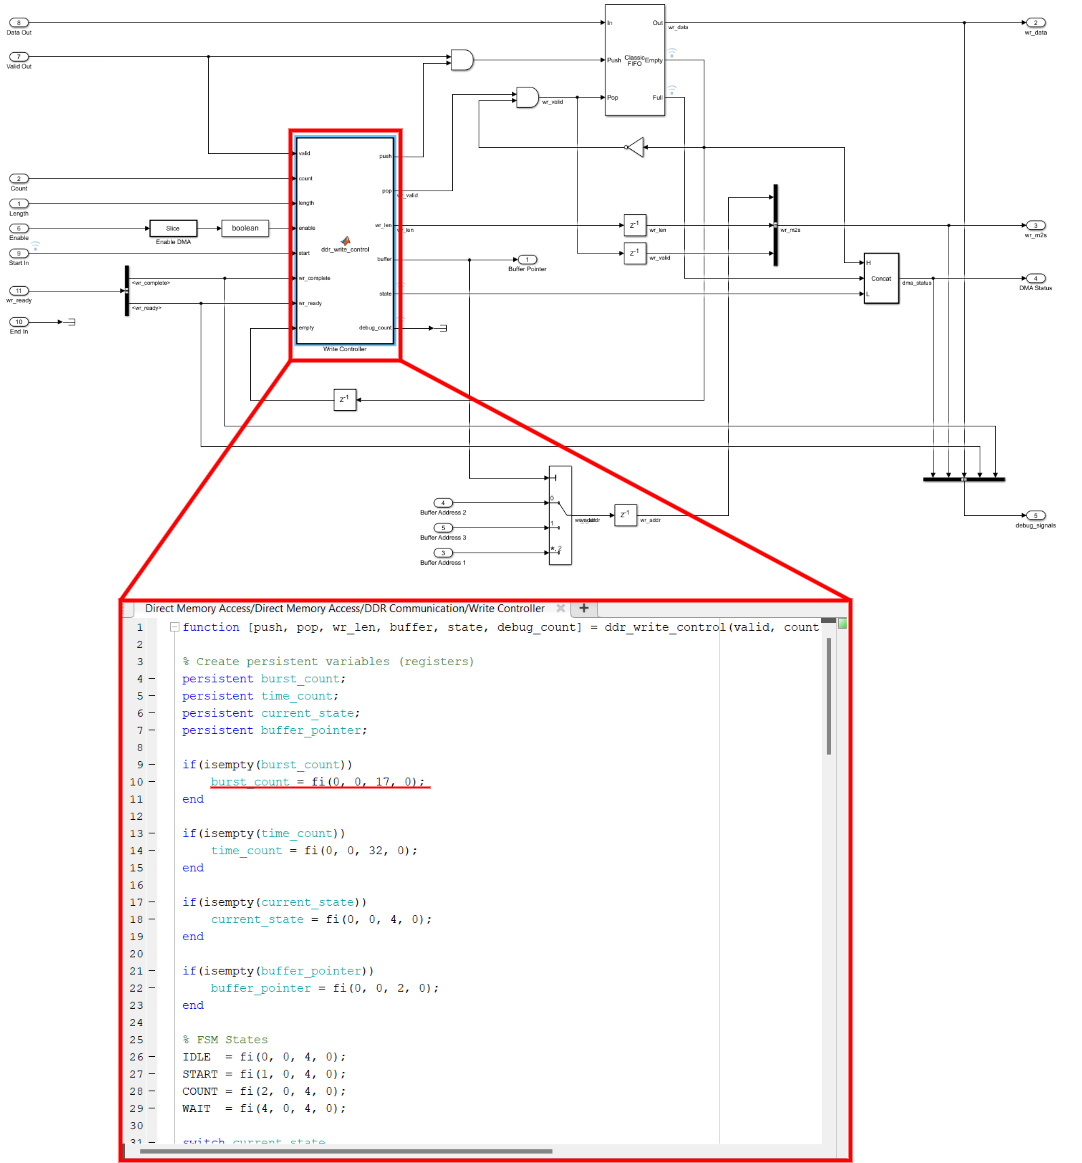 8
Data Out
7
Valid Out
2
Count
1
Length
6
Enable
9
Start In
11
wr_ready
10
End In
Slice
Enable DMA
boolean
<wr_complete>
<wr_ready>
valid
count
length
enable
start
wr_complete
wr_ready
empty
push
pop
wr_len
buffer
state
debug_count
ddr_write_control
Write Controller
wr_valid
In
Push
Pop
Classic
FIFO
Out
Empty
Full
wr_data
wr_valid
z-1
wr_len
z-1
wr_valid
wr_m2s
1
Buffer Pointer
H
Concat
L
dma_status
2
wr_data
3
wr_m2s
4
DMA Status
5
debug_signals
z-1
4
Buffer Address 2
5
Buffer Address 3
3
Buffer Address 1
0
1
*, 2
z-1
wr_addr
Direct Memory Access/Direct Memory Access/DDR Communication/Write Controller
1 function [push, pop, wr_len, buffer, state, debug_count] = ddr_write_control(valid, count
2
3 % Create persistent variables (registers)
4 – persistent burst_count;
5 – persistent time_count;
6 – persistent current_state;
7 – persistent buffer_pointer;
8
9 – if(isempty(burst_count))
10 – burst_count = fi(0, 0, 17, 0);
11 end
12
13 – if(isempty(time_count))
14 – time_count = fi(0, 0, 32, 0);
15 end
16
17 – if(isempty(current_state))
18 – current_state = fi(0, 0, 4, 0);
19 end
20
21 – if(isempty(buffer_pointer))
22 – buffer_pointer = fi(0, 0, 2, 0);
23 end
24
25 % FSM States
26 – IDLE = fi(0, 0, 4, 0);
27 – START = fi(1, 0, 4, 0);
28 – COUNT = fi(2, 0, 4, 0);
29 – WAIT = fi(4, 0, 4, 0);
30
31 – switch current_state